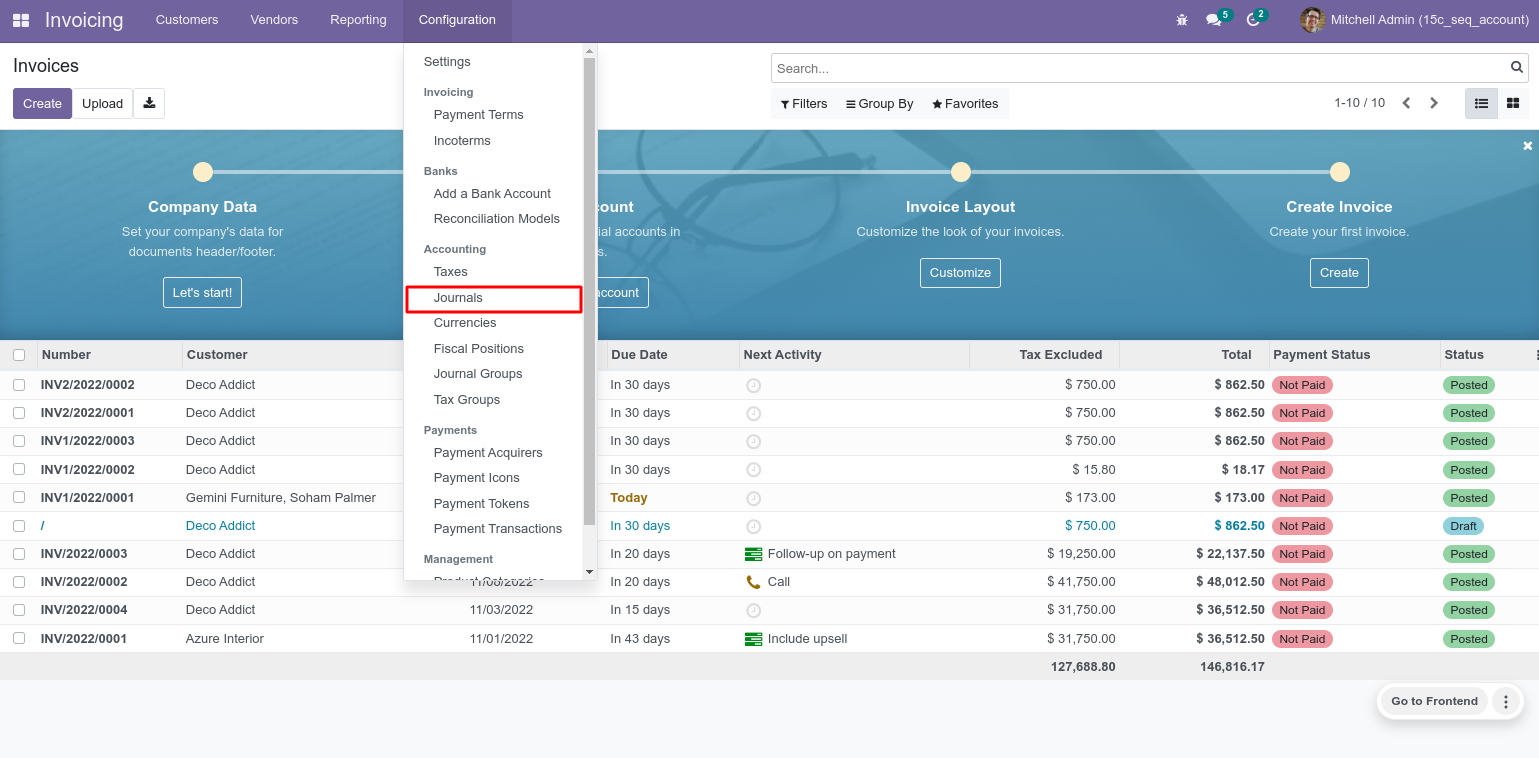 Invoicing Customers Vendors Reporting Configuration 5 2 Mitchell Admin (15c_seq_account)
Invoices
Search...
Create Upload
Filters Group By Favorites 1-10 / 10
Settings
Invoicing
Payment Terms
Incoterms
Banks
Add a Bank Account
Reconciliation Models
Accounting
Taxes
Journals
Currencies
Fiscal Positions
Journal Groups
Tax Groups
Payments
Payment Acquirers
Payment Icons
Payment Tokens
Payment Transactions
Management
Company Data
Set your company's data for
documents header/footer.
Let's start!
count
ial accounts in
s.
account
Invoice Layout
Customize the look of your invoices.
Customize
Create Invoice
Create your first invoice.
Create
Number Customer Due Date Next Activity Tax Excluded Total Payment Status Status
INV2/2022/0002 Deco Addict In 30 days $ 750.00 $ 862.50 Not Paid Posted
INV2/2022/0001 Deco Addict In 30 days $ 750.00 $ 862.50 Not Paid Posted
INV1/2022/0003 Deco Addict In 30 days $ 750.00 $ 862.50 Not Paid Posted
INV1/2022/0002 Deco Addict In 30 days $ 15.80 $ 18.17 Not Paid Posted
INV1/2022/0001 Gemini Furniture, Soham Palmer Today $ 173.00 $ 173.00 Not Paid Posted
/ Deco Addict In 30 days $ 750.00 $ 862.50 Not Paid Draft
INV/2022/0003 Deco Addict In 20 days Follow-up on payment $ 19,250.00 $ 22,137.50 Not Paid Posted
INV/2022/0002 Deco Addict In 20 days Call $ 41,750.00 $ 48,012.50 Not Paid Posted
INV/2022/0004 Deco Addict 11/03/2022 In 15 days $ 31,750.00 $ 36,512.50 Not Paid Posted
INV/2022/0001 Azure Interior 11/01/2022 In 43 days Include upsell $ 31,750.00 $ 36,512.50 Not Paid Posted
127,688.80 146,816.17
Go to Frontend